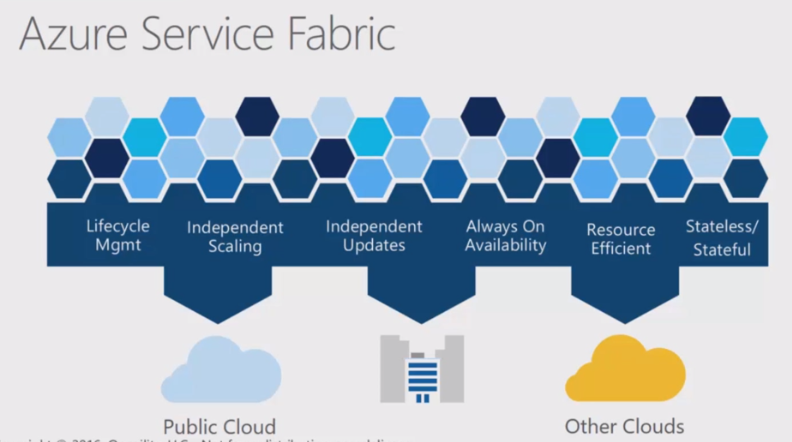 Azure Service Fabric
Lifecycle
Mgmt
Independent
Scaling
Independent
Updates
Always On
Availability
Resource
Efficient
Stateless/
Stateful
Public Cloud
Other Clouds